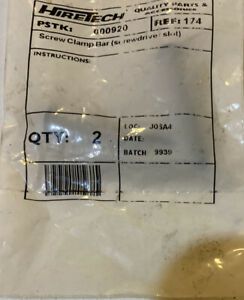 HIRETECH QUALITY PARTS &
ACCESSORIES
PSTK: 000920 REF: 174
Screw Clamp Bar (screwdriver slot)
INSTRUCTIONS:
QTY: 2
LOC: J03A4
DATE:
BATCH 9939